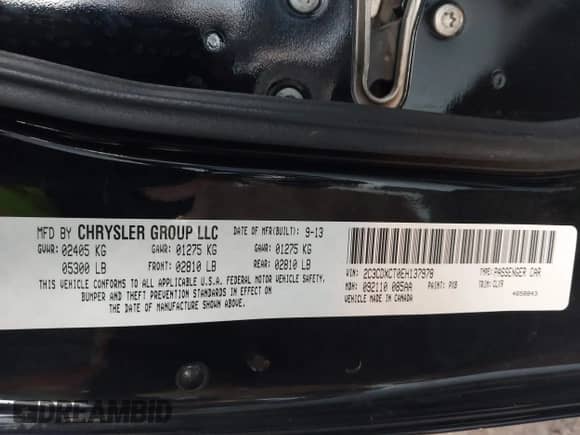 MFD BY CHRYSLER GROUP LLC DATE OF MFR(BUILT): 9-13
GVWR: 02405 KG GAWR: 01275 KG GAWR: 01275 KG
05300 LB FRONT: 02810 LB REAR: 02810 LB
THIS VEHICLE CONFORMS TO ALL APPLICABLE U.S.A. FEDERAL MOTOR VEHICLE SAFETY,
BUMPER AND THEFT PREVENTION STANDARDS IN EFFECT ON
THE DATE OF MANUFACTURE SHOWN ABOVE.
VIN: 2C3CDXCT0EH137978 TYPE: PASSENGER CAR
MDH: 092110 085AA PAINT: PX8 TRIM: CLX9
VEHICLE MADE IN CANADA 4650843
DREAMBID